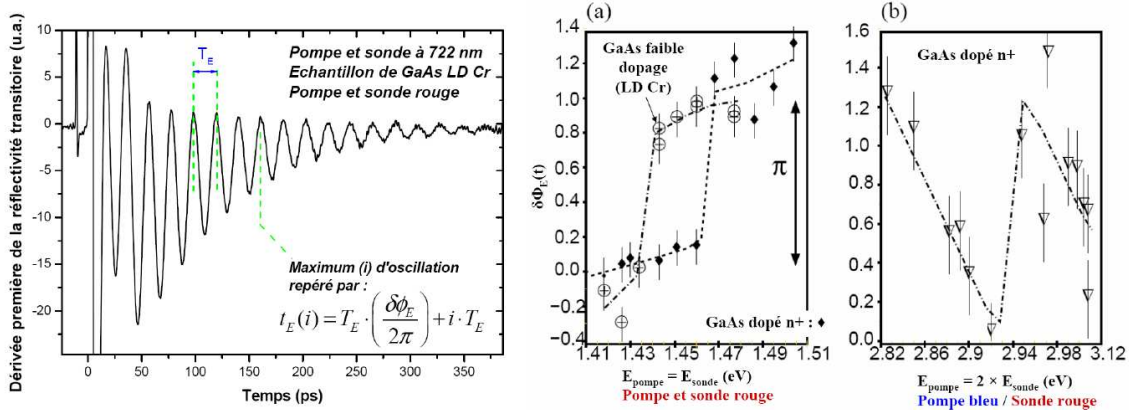 Dérivée première de la réflectivité transitoire (u.a.)
10
5
0
-5
-10
-15
-20
0 50 100 150 200 250 300 350
Temps (ps)
Pompe et sonde à 722 nm
Echantillon de GaAs LD Cr
Pompe et sonde rouge
T_E
Maximum (i) d'oscillation
repéré par :
t_E(i) = T_E · (δϕ_E / 2π) + i · T_E
(a)
δΦ_E(t)
1.4
1.2
1.0
0.8
0.6
0.4
0.2
0.0
−0.2
−0.4
1.41 1.43 1.45 1.47 1.49 1.51
GaAs faible
dopage
(LD Cr)
π
GaAs dopé n+ : ♦
E_pompe = E_sonde (eV)
Pompe et sonde rouge
(b)
1.6
1.4
1.2
1.0
0.8
0.6
0.4
0.2
0
2.82 2.86 2.9 2.94 2.98 3.12
GaAs dopé n+
E_pompe = 2 × E_sonde (eV)
Pompe bleu / Sonde rouge